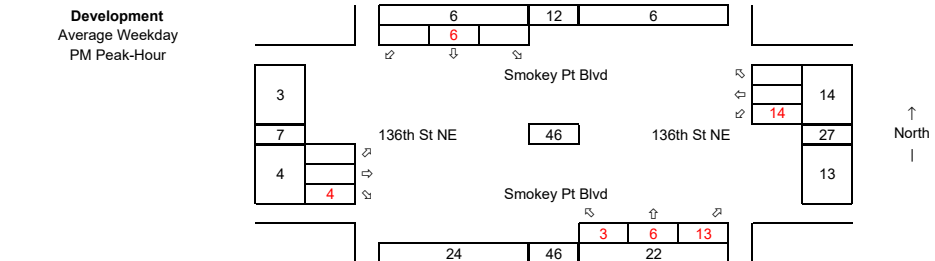 Development
6 12 6
Average Weekday
6
PM Peak-Hour
Smokey Pt Blvd
3 14
14
7 136th St NE 46 136th St NE 27
North
4 13
4 Smokey Pt Blvd
3 6 13
24 46 22